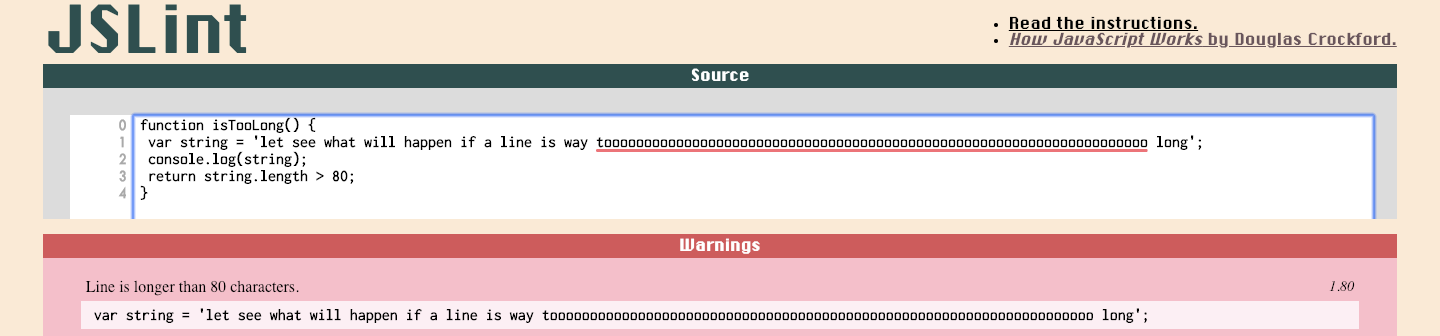 JSLint
Read the instructions.
How JavaScript Works by Douglas Crockford.
Source
0 function isTooLong() {
1 var string = 'let see what will happen if a line is way toooooooooooooooooooooooooooooooooooooooooooooooooooooooooooooooooooo long';
2 console.log(string);
3 return string.length > 80;
4 }
Warnings
Line is longer than 80 characters. 1.80
var string = 'let see what will happen if a line is way toooooooooooooooooooooooooooooooooooooooooooooooooooooooooooooooooooo long';